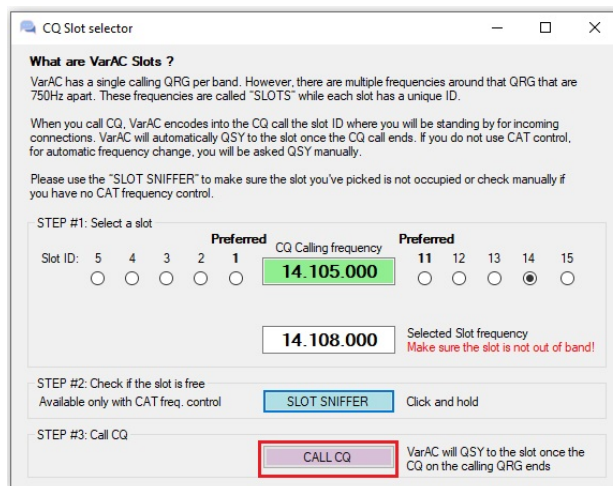 CQ Slot selector
What are VarAC Slots ?
VarAC has a single calling QRG per band. However, there are multiple frequencies around that QRG that are
750Hz apart. These frequencies are called "SLOTS" while each slot has a unique ID.
When you call CQ, VarAC encodes into the CQ call the slot ID where you will be standing by for incoming
connections. VarAC will automatically QSY to the slot once the CQ call ends. If you do not use CAT control,
for automatic frequency change, you will be asked QSY manually.
Please use the "SLOT SNIFFER" to make sure the slot you've picked is not occupied or check manually if
you have no CAT frequency control.
STEP #1: Select a slot
Preferred CQ Calling frequency Preferred
Slot ID: 5 4 3 2 1 14.105.000 11 12 13 14 15
14.108.000 Selected Slot frequency
Make sure the slot is not out of band!
STEP #2: Check if the slot is free
Available only with CAT freq. control SLOT SNIFFER Click and hold
STEP #3: Call CQ
CALL CQ VarAC will QSY to the slot once the
CQ on the calling QRG ends